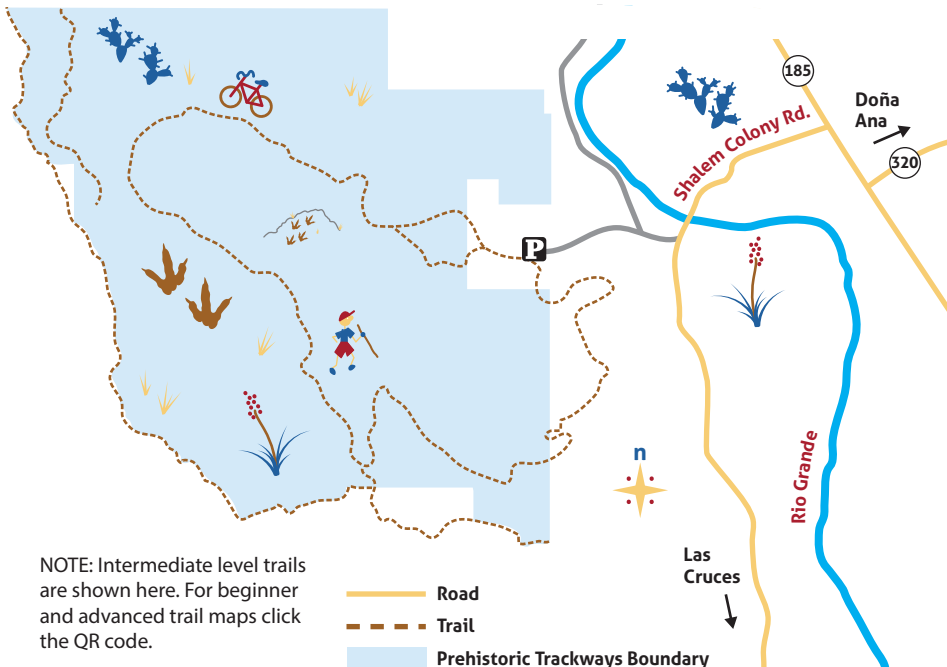 185
Doña
Ana
320
Shalem Colony Rd.
P
n
Rio Grande
Las
Cruces
NOTE: Intermediate level trails
are shown here. For beginner
and advanced trail maps click
the QR code.
Road
Trail
Prehistoric Trackways Boundary